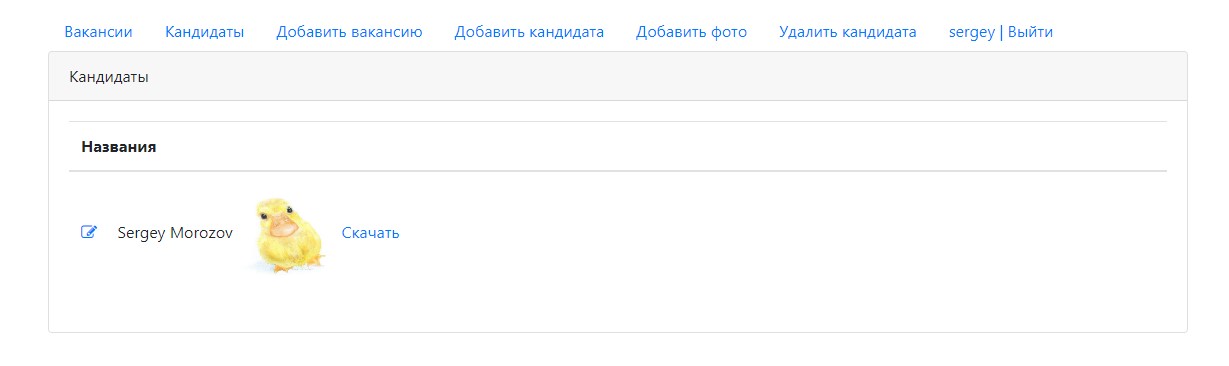 Вакансии Кандидаты Добавить вакансию Добавить кандидата Добавить фото Удалить кандидата sergey | Выйти
Кандидаты
Названия
Sergey Morozov Скачать